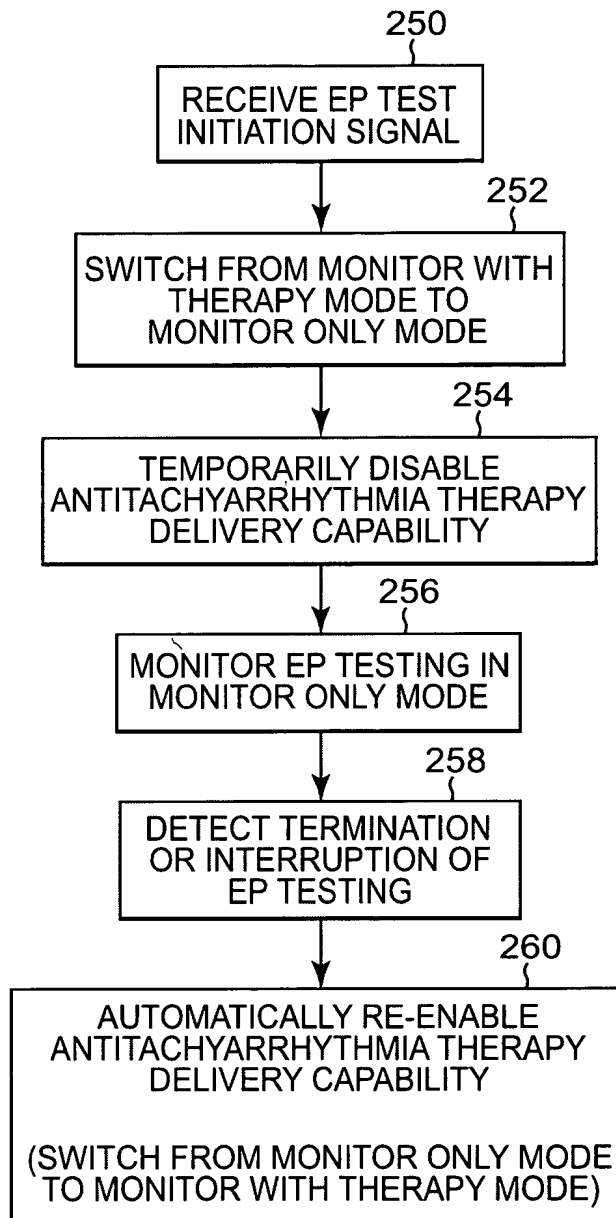 250
RECEIVE EP TEST
INITIATION SIGNAL
252
SWITCH FROM MONITOR WITH
THERAPY MODE TO
MONITOR ONLY MODE
254
TEMPORARILY DISABLE
ANTITACHYARRHYTHMIA THERAPY
DELIVERY CAPABILITY
256
MONITOR EP TESTING IN
MONITOR ONLY MODE
258
DETECT TERMINATION
OR INTERRUPTION OF
EP TESTING
260
AUTOMATICALLY RE-ENABLE
ANTITACHYARRHYTHMIA THERAPY
DELIVERY CAPABILITY
(SWITCH FROM MONITOR ONLY MODE
TO MONITOR WITH THERAPY MODE)